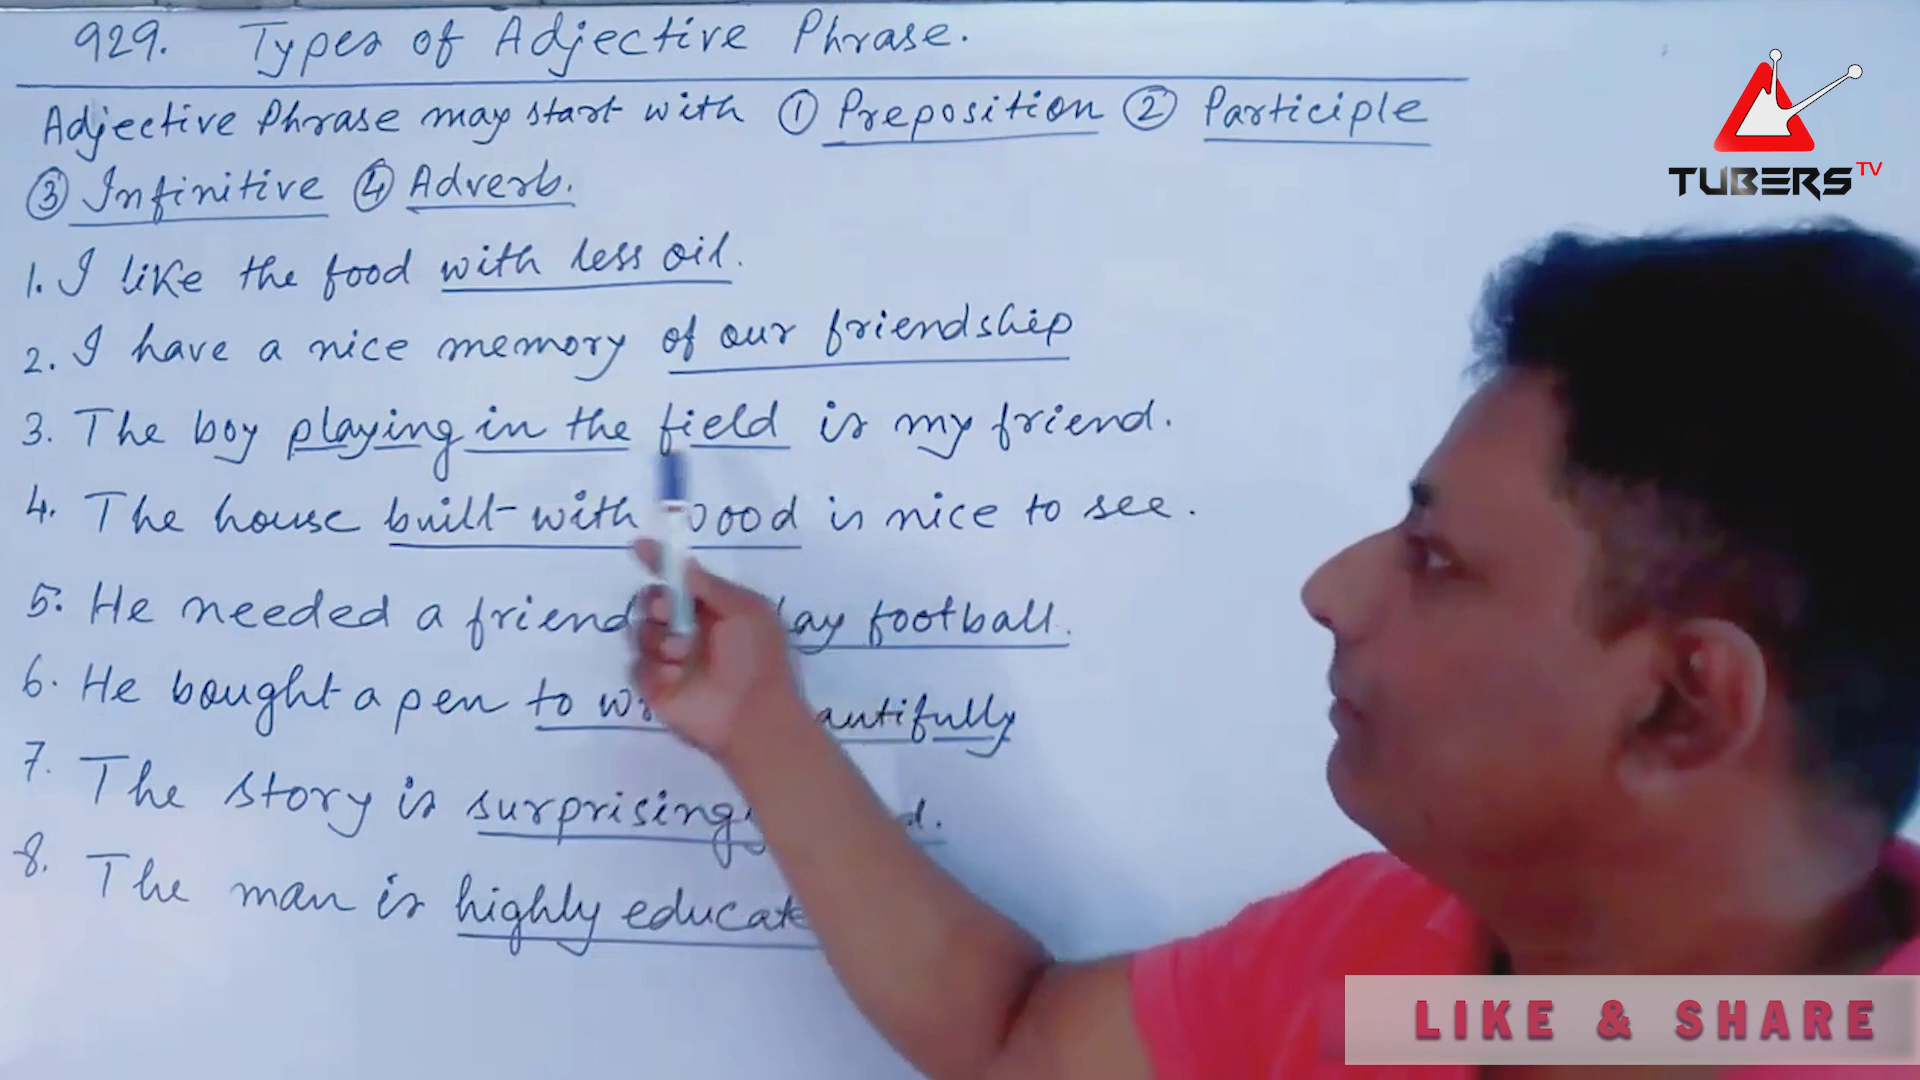 929. Types of Adjective Phrase.
Adjective Phrase may start with ① Preposition ② Participle
③ Infinitive ④ Adverb.
1. I like the food with less oil.
2. I have a nice memory of our friendship
3. The boy playing in the field is my friend.
4. The house built with wood is nice to see.
5. He needed a friend football.
6. He bought a pen to
7. The story is
8. The man is highly
TUBERS TV
LIKE & SHARE